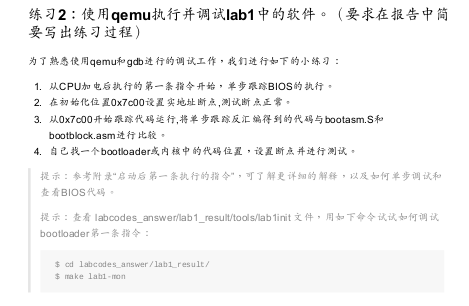 练习2：使用qemu执行并调试lab1中的软件。（要求在报告中简
要写出练习过程）
为了熟悉使用qemu和gdb进行的调试工作，我们进行如下的小练习：
1. 从CPU加电后执行的第一条指令开始，单步跟踪BIOS的执行。
2. 在初始化位置0x7c00设置实地址断点,测试断点正常。
3. 从0x7c00开始跟踪代码运行,将单步跟踪反汇编得到的代码与bootasm.S和
bootblock.asm进行比较。
4. 自己找一个bootloader或内核中的代码位置，设置断点并进行测试。
提示：参考附录“启动后第一条执行的指令”，可了解更详细的解释，以及如何单步调试和
查看BIOS代码。
提示：查看 labcodes_answer/lab1_result/tools/lab1init 文件，用如下命令试试如何调试
bootloader第一条指令：
$ cd labcodes_answer/lab1_result/
$ make lab1-mon